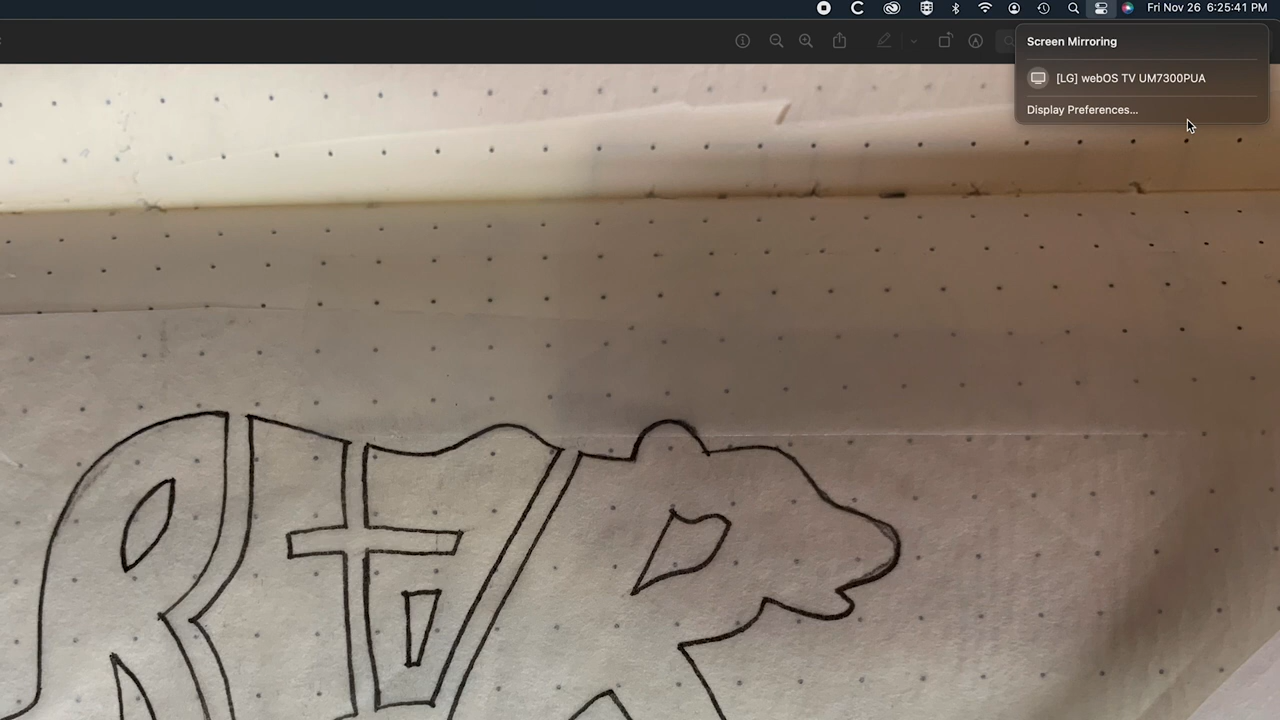 Fri Nov 26 6:25:41 PM
Screen Mirroring
[LG] webOS TV UM7300PUA
Display Preferences...